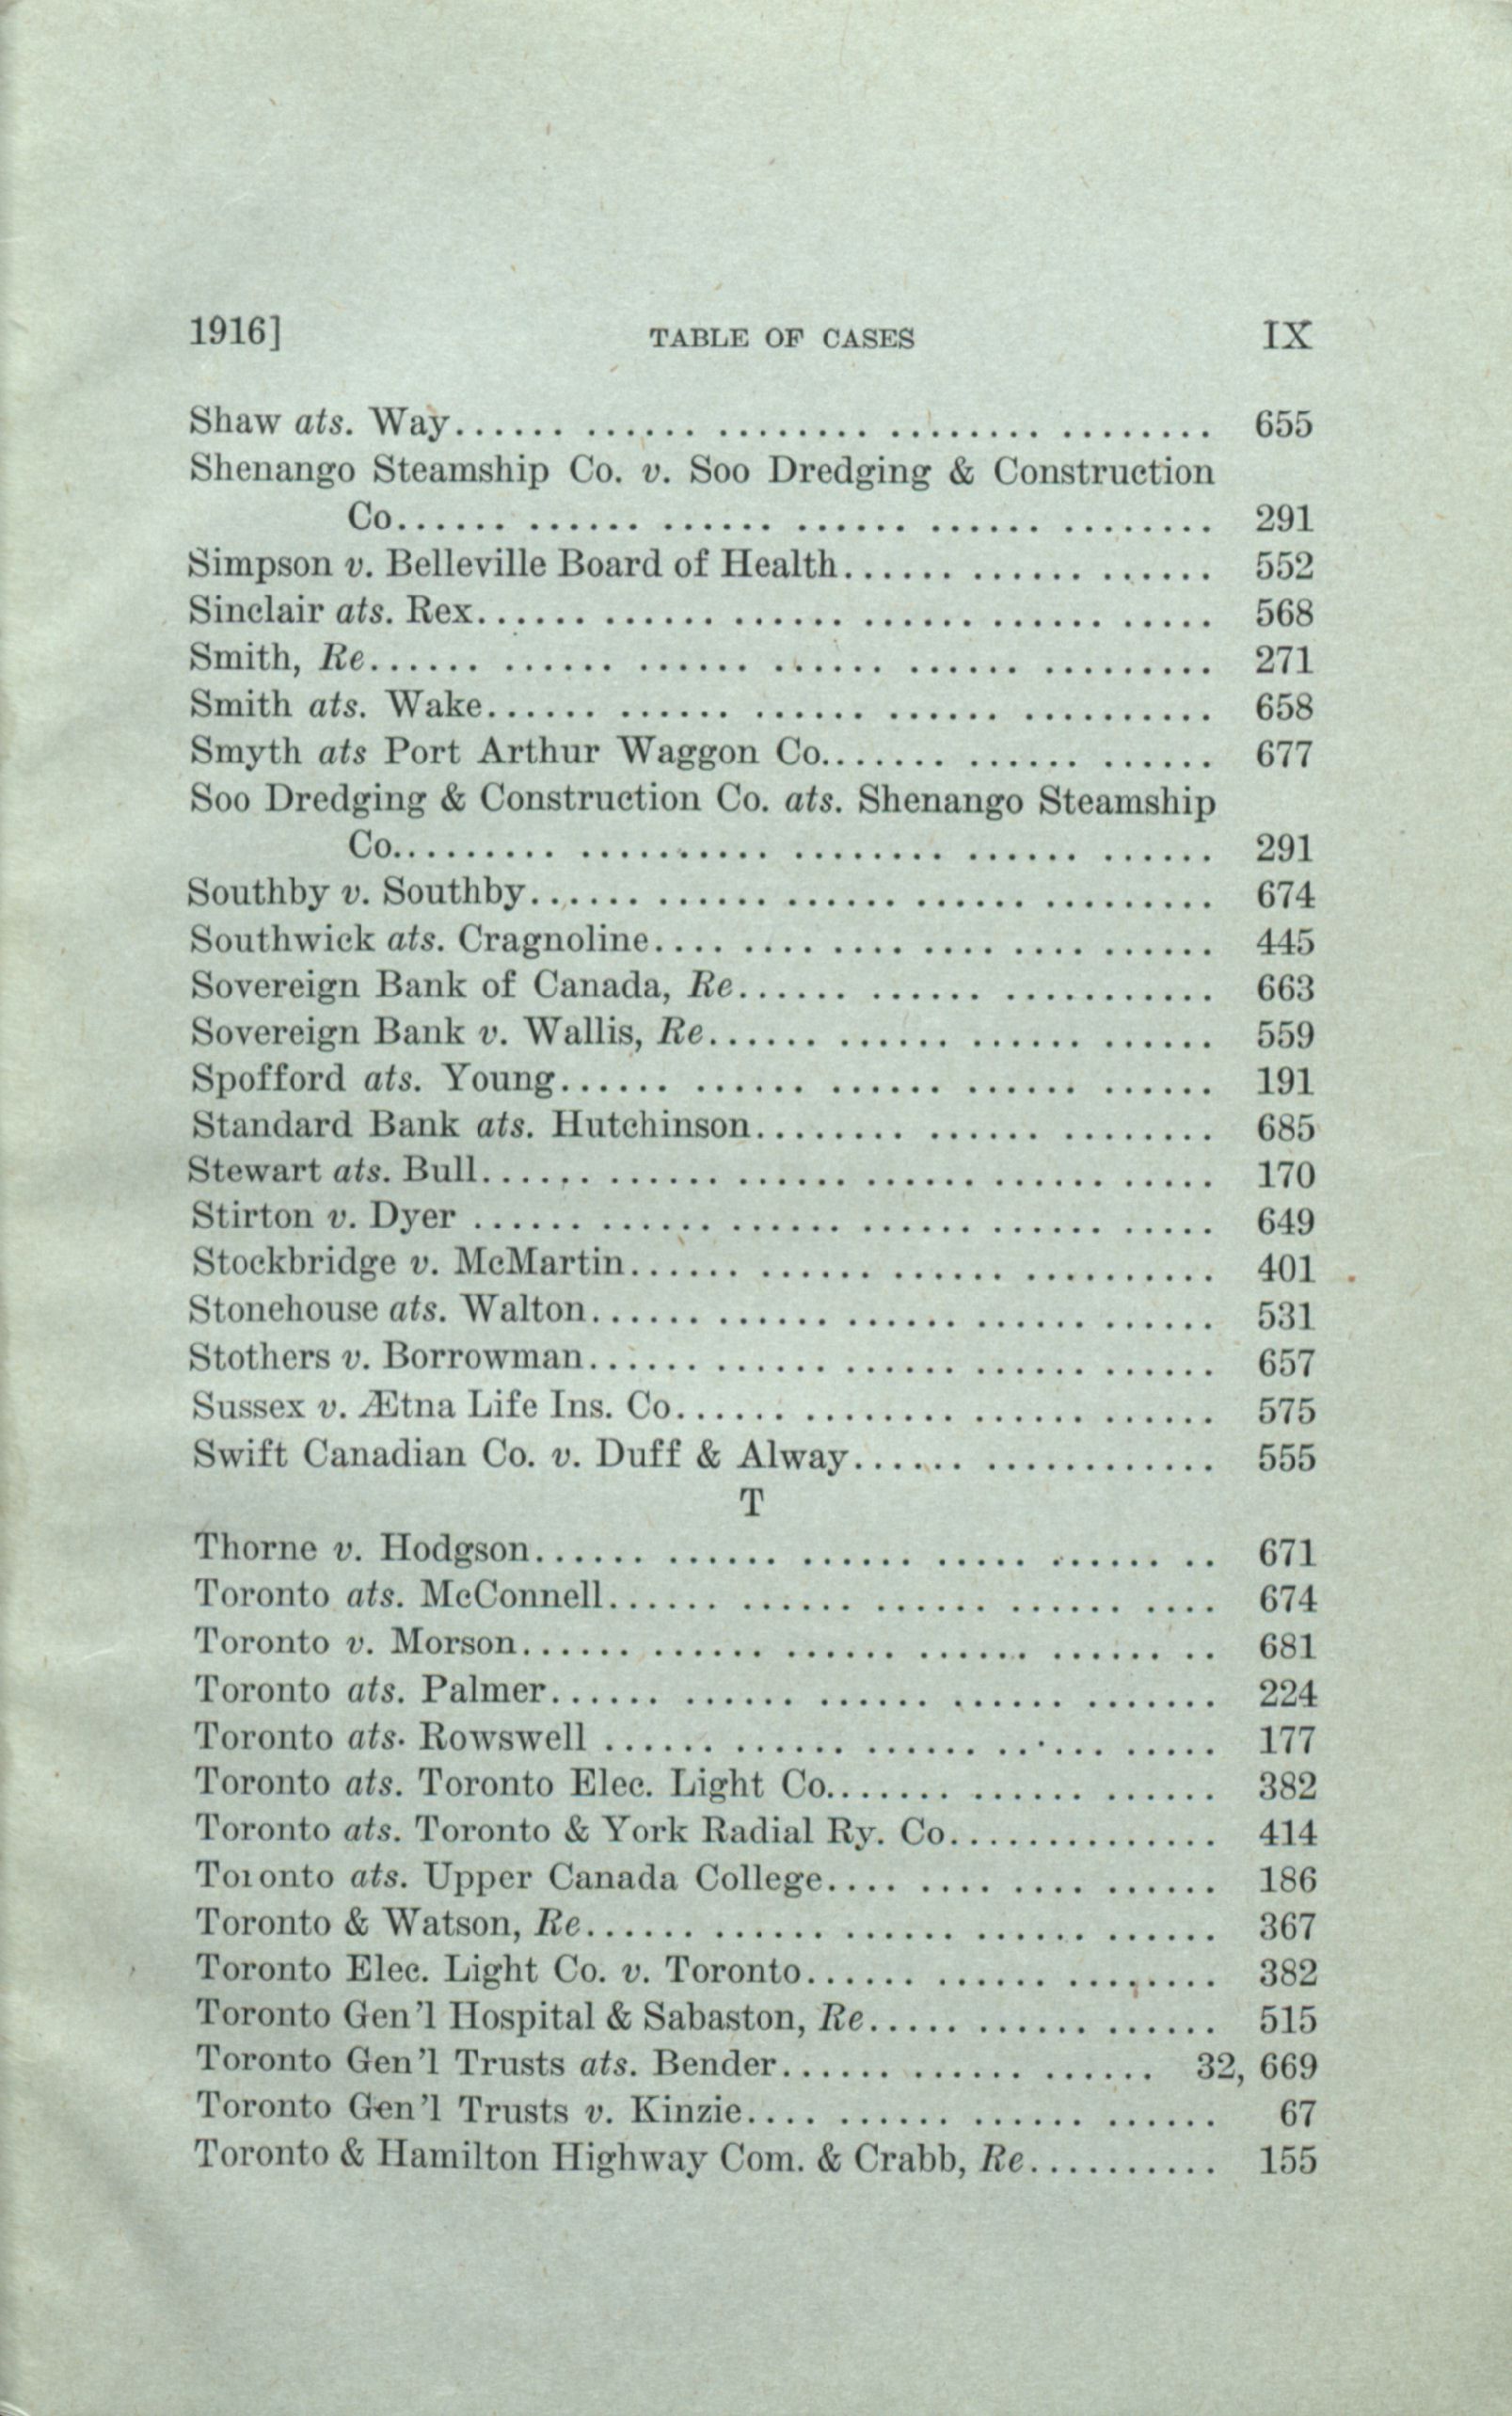 1916] TABLE OF CASES IX
Shaw ats. Way...... ...... ........ ........ ........ 655
Shenango Steamship Co. v. Soo Dredging & Construction
Co...... ...... ...... ...... ...... ........ 291
Simpson v. Belleville Board of Health...... ...... ...... 552
Sinclair ats. Rex...... ...... ...... ...... ...... ..... 568
Smith, Re...... ...... ...... ...... ...... ......... 271
Smith ats. Wake...... ...... ...... ...... .......... 658
Smyth ats Port Arthur Waggon Co....... ...... ...... 677
Soo Dredging & Construction Co. ats. Shenango Steamship
Co......... .......... ........ ...... ...... 291
Southby v. Southby...... ...... ...... ...... ......... 674
Southwick ats. Cragnoline.... .... .... .... .... ...... 445
Sovereign Bank of Canada, Re...... ...... ........... 663
Sovereign Bank v. Wallis, Re...... ...... ...... ...... 559
Spofford ats. Young...... ...... ...... ...... ...... 191
Standard Bank ats. Hutchinson........ ...... ........ 685
Stewart ats. Bull...... ...... ...... ...... ...... ..... 170
Stirton v. Dyer ...... ...... ...... ...... ...... ..... 649
Stockbridge v. McMartin...... ...... ...... .......... 401
Stonehouse ats. Walton...... ...... ...... ...... ...... 531
Stothers v. Borrowman...... ...... ...... ...... ...... 657
Sussex v. Ætna Life Ins. Co...... ........ ...... ...... 575
Swift Canadian Co. v. Duff & Alway...... ............ 555
T
Thorne v. Hodgson...... ...... ...... ..... ...... .. 671
Toronto ats. McConnell...... ...... ...... ...... .... 674
Toronto v. Morson...... ...... ...... ...... ...... .. 681
Toronto ats. Palmer...... ...... ...... ...... ....... 224
Toronto ats. Rowswell ...... ...... ...... ...... ..... 177
Toronto ats. Toronto Elec. Light Co....... ...... ...... 382
Toronto ats. Toronto & York Radial Ry. Co............... 414
Toronto ats. Upper Canada College.... .... .... ...... 186
Toronto & Watson, Re...... ...... ...... ...... ...... 367
Toronto Elec. Light Co. v. Toronto...... ...... ........ 382
Toronto Gen'l Hospital & Sabaston, Re..... ...... ...... 515
Toronto Gen'l Trusts ats. Bender...... ...... ...... 32, 669
Toronto Gen'l Trusts v. Kinzie.... ...... ...... ...... 67
Toronto & Hamilton Highway Com. & Crabb, Re........... 155